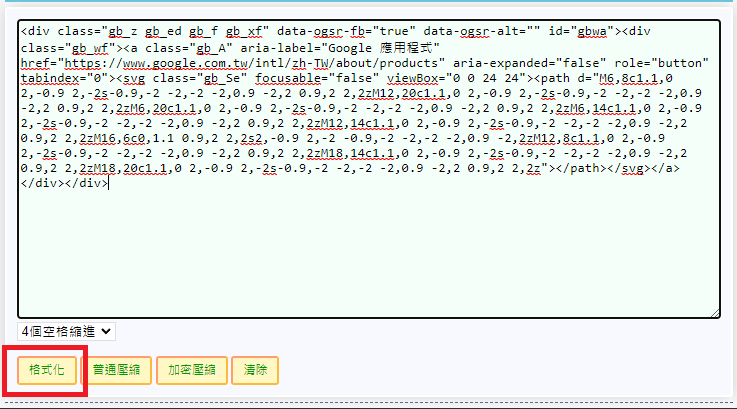 <div class="gb_z gb_ed gb_f gb_xf" data-ogsr-fb="true" data-ogsr-alt="" id="gbwa"><div
class="gb_wf"><a class="gb_A" aria-label="Google 應用程式"
href="https://www.google.com.tw/intl/zh-TW/about/products" aria-expanded="false" role="button"
tabindex="0"><svg class="gb_Se" focusable="false" viewBox="0 0 24 24"><path d="M6,8c1.1,0
2,-0.9 2,-2s-0.9,-2 -2,-2 -2,0.9 -2,2 0.9,2 2,2zM12,20c1.1,0 2,-0.9 2,-2s-0.9,-2 -2,-2 -2,0.9
-2,2 0.9,2 2,2zM6,20c1.1,0 2,-0.9 2,-2s-0.9,-2 -2,-2 -2,0.9 -2,2 0.9,2 2,2zM6,14c1.1,0 2,-0.9
2,-2s-0.9,-2 -2,-2 -2,0.9 -2,2 0.9,2 2,2zM12,14c1.1,0 2,-0.9 2,-2s-0.9,-2 -2,-2 -2,0.9 -2,2
0.9,2 2,2zM16,6c0,1.1 0.9,2 2,2s2,-0.9 2,-2 -0.9,-2 -2,-2 -2,0.9 -2,2zM12,8c1.1,0 2,-0.9
2,-2s-0.9,-2 -2,-2 -2,0.9 -2,2 0.9,2 2,2zM18,14c1.1,0 2,-0.9 2,-2s-0.9,-2 -2,-2 -2,0.9 -2,2
0.9,2 2,2zM18,20c1.1,0 2,-0.9 2,-2s-0.9,-2 -2,-2 -2,0.9 -2,2 0.9,2 2,2z"></path></svg></a>
</div></div>
4個空格縮進
格式化 普通壓縮 加密壓縮 清除